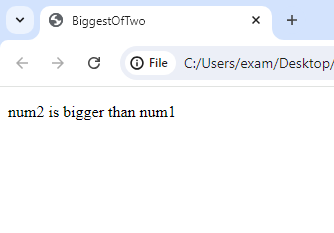 BiggestOfTwo
File C:/Users/exam/Desktop/
num2 is bigger than num1